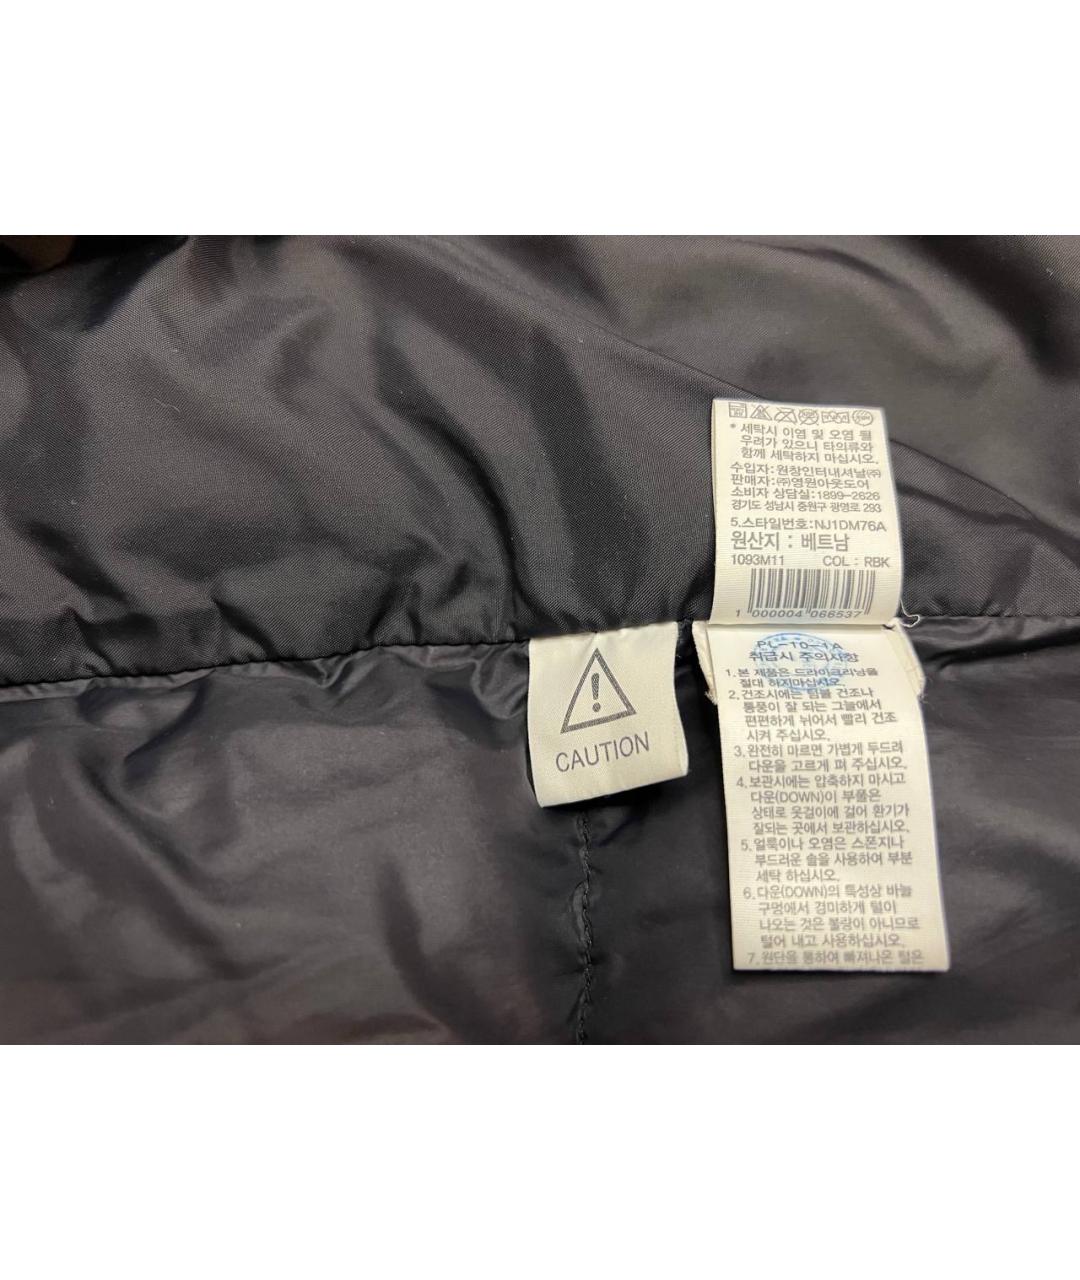 * 세탁시 이염 및 오염 될
우려가 있으니 타의류와
함께 세탁하지 마십시오.
수입자: 원창인터내셔날㈜
판매자:㈜영원아웃도어
소비자 상담실:1899-2626
경기도 성남시 중원구 광명로 293
5.스타일번호:NJ1DM76A
원산지 : 베트남
1093M11 COL : RBK
1 000004 066537
CAUTION
PL-10-1A
취급시 주의사항
1.본 제품은 드라이크리닝을
절대 하지마십시오.
2.건조시에는 텀블 건조나
통풍이 잘 되는 그늘에서
편편하게 뉘어서 빨리 건조
시켜 주십시오.
3.완전히 마르면 가볍게 두드려
다운을 고르게 펴 주십시오.
4.보관시에는 압축하지 마시고
다운(DOWN)이 부풀은
상태로 옷걸이에 걸어 환기가
잘되는 곳에서 보관하십시오.
5.얼룩이나 오염은 스폰지나
부드러운 솔을 사용하여 부분
세탁 하십시오.
6.다운(DOWN)의 특성상 바늘
구멍에서 경미하게 털이
나오는 것은 불량이 아니므로
털어 내고 사용하십시오.
7.원단을 통하여 빠져나온 털은